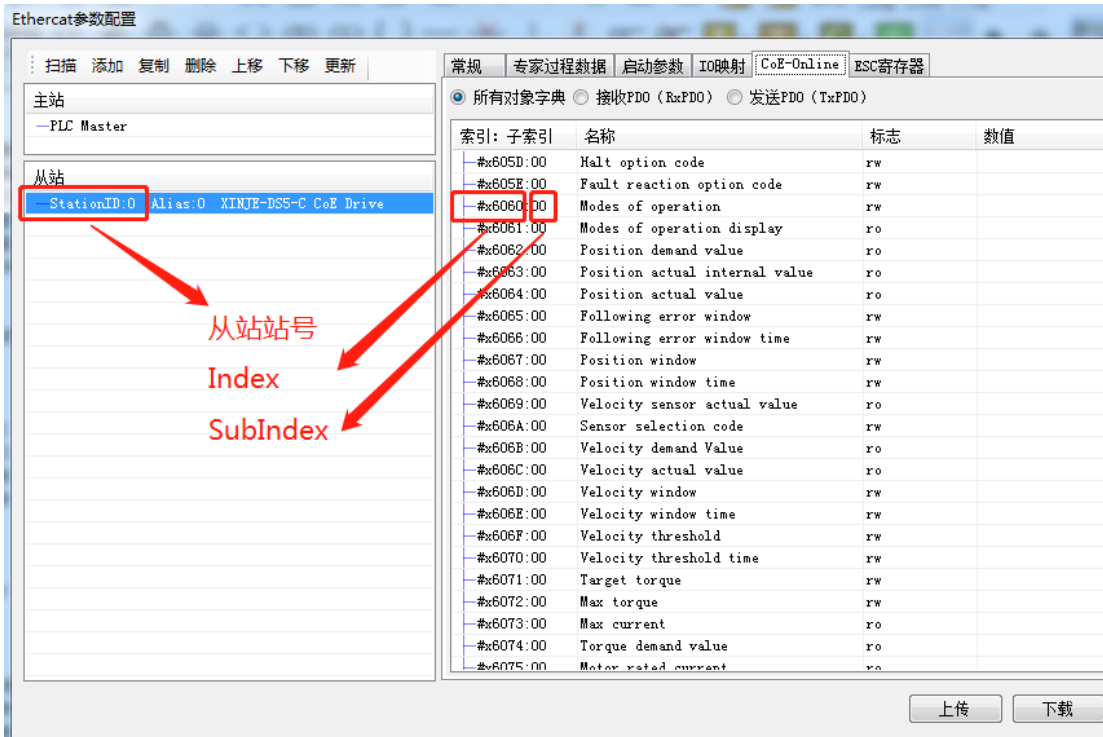 Ethercat参数配置
扫描 添加 复制 删除 上移 下移 更新
主站
PLC Master
从站
StationID:0 Alias:0 XINJE-DS5-C CoE Drive
从站站号
Index
SubIndex
常规 专家过程数据 启动参数 IO映射 CoE-Online ESC寄存器
所有对象字典 接收PDO (RxPDO) 发送PDO (TxPDO)
索引: 子索引 名称 标志 数值
#x605D:00 Halt option code rw
#x605E:00 Fault reaction option code rw
#x6060:00 Modes of operation rw
#x6061:00 Modes of operation display ro
#x6062:00 Position demand value ro
#x6063:00 Position actual internal value ro
#x6064:00 Position actual value ro
#x6065:00 Following error window rw
#x6066:00 Following error window time rw
#x6067:00 Position window rw
#x6068:00 Position window time rw
#x6069:00 Velocity sensor actual value ro
#x606A:00 Sensor selection code rw
#x606B:00 Velocity demand Value ro
#x606C:00 Velocity actual value ro
#x606D:00 Velocity window rw
#x606E:00 Velocity window time rw
#x606F:00 Velocity threshold rw
#x6070:00 Velocity threshold time rw
#x6071:00 Target torque rw
#x6072:00 Max torque rw
#x6073:00 Max current ro
#x6074:00 Torque demand value ro
#x6075:00 Motor rated current ro
上传 下载